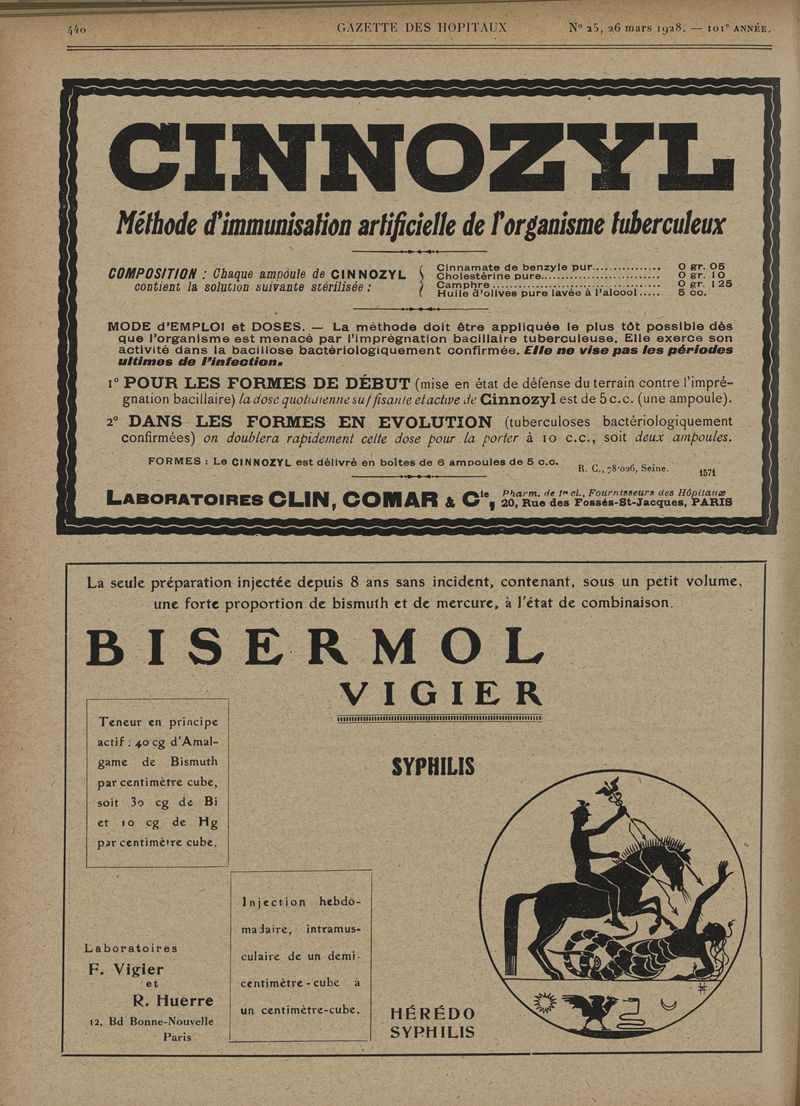 440 GAZETTE DES HOPITAUX N° 25, 26 mars 1928. — 101e ANNÉE.
CINNOZYL
Méthode d'immunisation artificielle de l'organisme tuberculeux
COMPOSITION : Chaque ampoule de CINNOZYL
contient la solution suivante stérilisée :
Cinnamate de benzyle pur............... 0 gr. 05
Cholestérine pure........................... 0 gr. 10
Camphre....................................... 0 gr. 125
Huile d'olives pure lavée à l'alcool..... 5 cc.
MODE d'EMPLOI et DOSES. — La méthode doit être appliquée le plus tôt possible dès
que l'organisme est menacé par l'imprégnation bacillaire tuberculeuse. Elle exerce son
activité dans la bacillose bactériologiquement confirmée. Elle ne vise pas les périodes
ultimes de l'infection.
1° POUR LES FORMES DE DÉBUT (mise en état de défense du terrain contre l'impré-
gnation bacillaire) la dose quotidienne suffisante et active de Cinnozyl est de 5 c.c. (une ampoule).
2° DANS LES FORMES EN EVOLUTION (tuberculoses bactériologiquement
confirmées) on doublera rapidement cette dose pour la porter à 10 c.c., soit deux ampoules.
FORMES : Le CINNOZYL est délivré en boîtes de 6 ampoules de 5 c.c.
R. C., 78-026, Seine. 1571
LABORATOIRES CLIN, COMAR & Cie, Pharm. de 1re cl., Fournisseurs des Hôpitaux
20, Rue des Fossés-St-Jacques, PARIS
La seule préparation injectée depuis 8 ans sans incident, contenant, sous un petit volume,
une forte proportion de bismuth et de mercure, à l'état de combinaison.
BISERMOL
VIGIER
Teneur en principe
actif : 40 cg d'Amal-
game de Bismuth
par centimètre cube,
soit 30 cg de Bi
et 10 cg de Hg
par centimètre cube.
SYPHILIS
Injection hebdo-
madaire, intramus-
culaire de un demi-
centimètre-cube à
un centimètre-cube.
Laboratoires
F. Vigier
et
R. Huerre
12, Bd Bonne-Nouvelle
Paris
HÉRÉDO
SYPHILIS